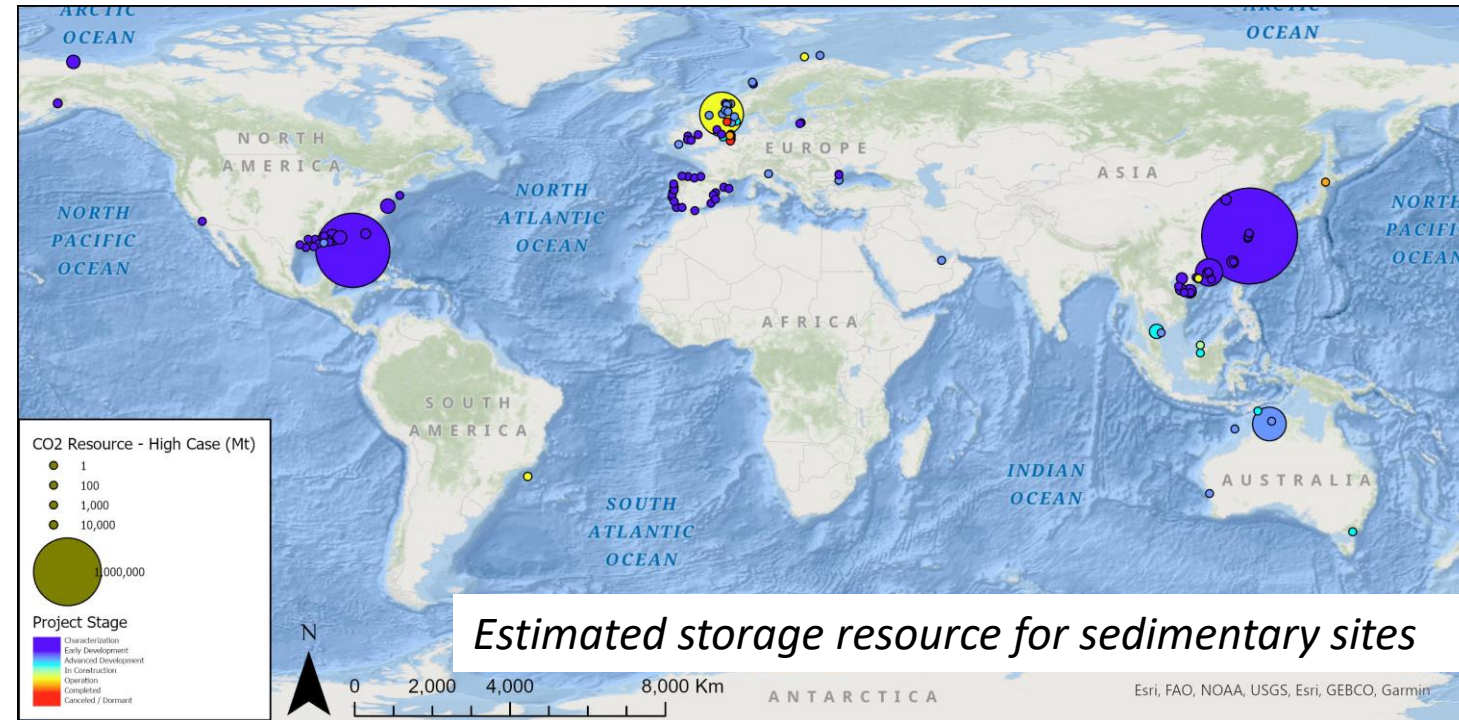 ARCTIC
OCEAN
ARCTIC
OCEAN
NORTH
AMERICA
EUROPE
ASIA
NORTH
PACIFIC
OCEAN
NORTH
ATLANTIC
OCEAN
NORTH
PACIFIC
OCEAN
AFRICA
SOUTH
AMERICA
INDIAN
OCEAN
AUSTRALIA
SOUTH
ATLANTIC
OCEAN
CO2 Resource - High Case (Mt)
1
100
1,000
10,000
1,000,000
Project Stage
Characterization
Early Development
Advanced Development
In Construction
Operation
Completed
Canceled / Dormant
Estimated storage resource for sedimentary sites
N
0 2,000 4,000 8,000 Km
ANTARCTICA
Esri, FAO, NOAA, USGS, Esri, GEBCO, Garmin